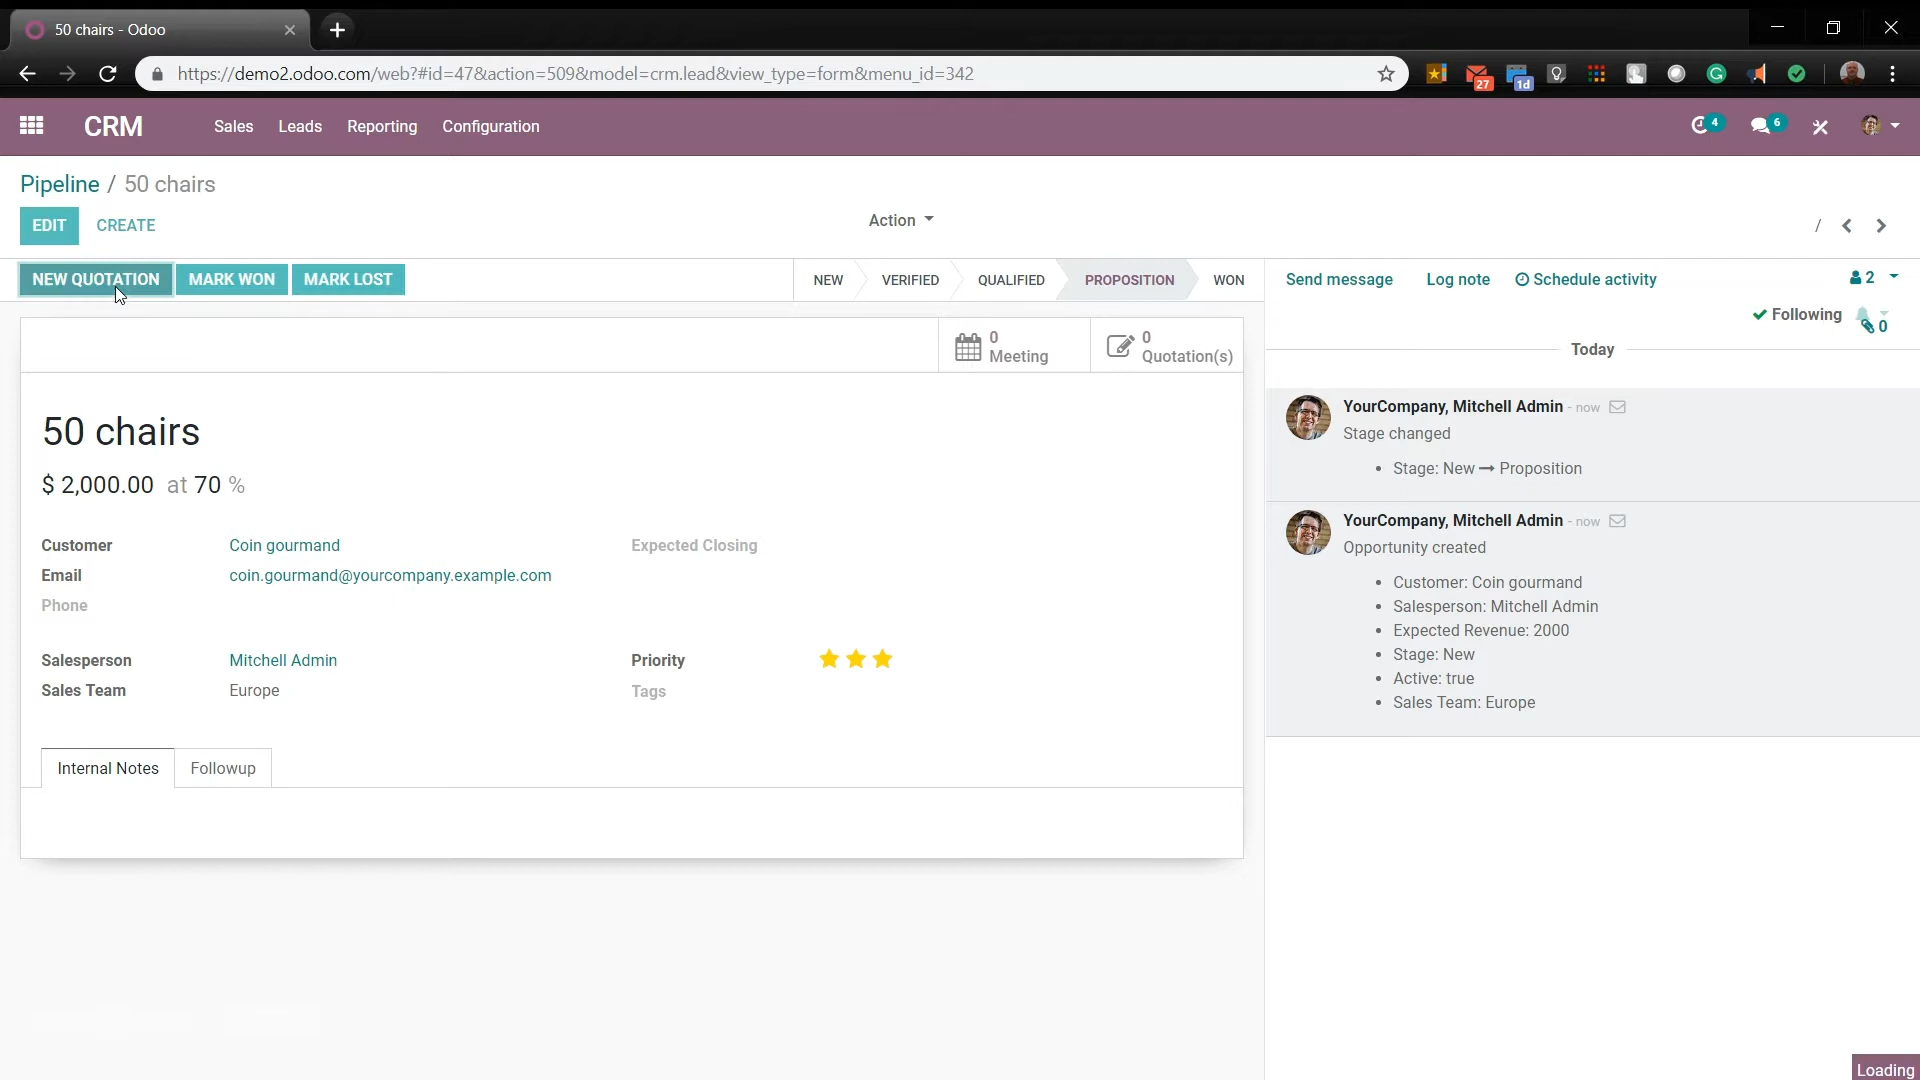 50 chairs - Odoo
https://demo2.odoo.com/web?#id=47&action=509&model=crm.lead&view_type=form&menu_id=342
27
1d
CRM
Sales
Leads
Reporting
Configuration
4
6
Pipeline / 50 chairs
EDIT
CREATE
Action
/
NEW QUOTATION
MARK WON
MARK LOST
NEW
VERIFIED
QUALIFIED
PROPOSITION
WON
Send message
Log note
Schedule activity
2
Following
0
0
Meeting
0
Quotation(s)
Today
50 chairs
$ 2,000.00 at 70 %
Customer
Coin gourmand
Expected Closing
Email
coin.gourmand@yourcompany.example.com
Phone
Salesperson
Mitchell Admin
Priority
Sales Team
Europe
Tags
Internal Notes
Followup
YourCompany, Mitchell Admin - now
Stage changed
• Stage: New → Proposition
YourCompany, Mitchell Admin - now
Opportunity created
• Customer: Coin gourmand
• Salesperson: Mitchell Admin
• Expected Revenue: 2000
• Stage: New
• Active: true
• Sales Team: Europe
Loading